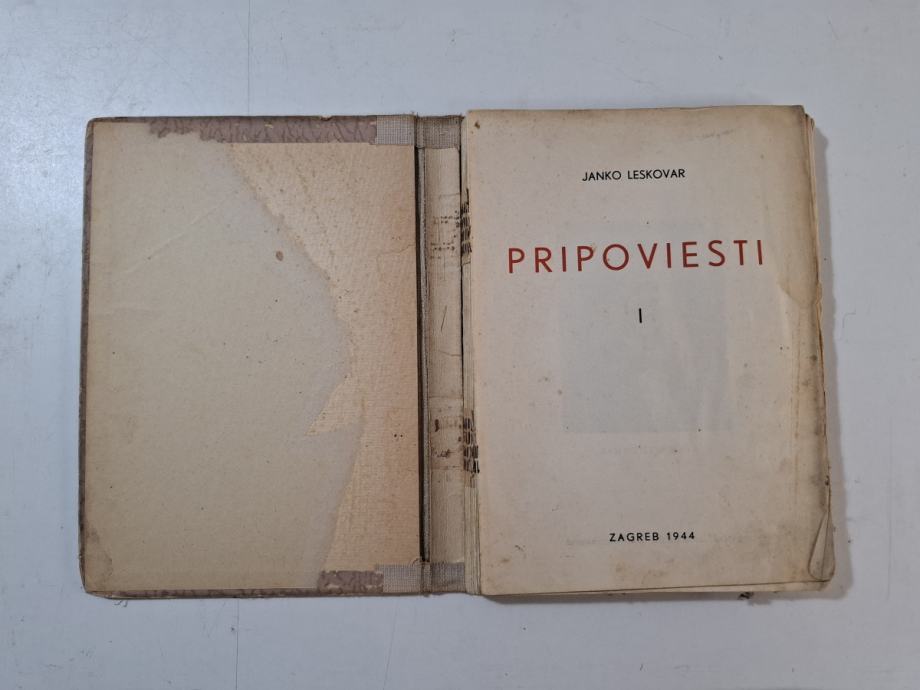 JANKO LESKOVAR
PRIPOVIESTI
I
ZAGREB 1944